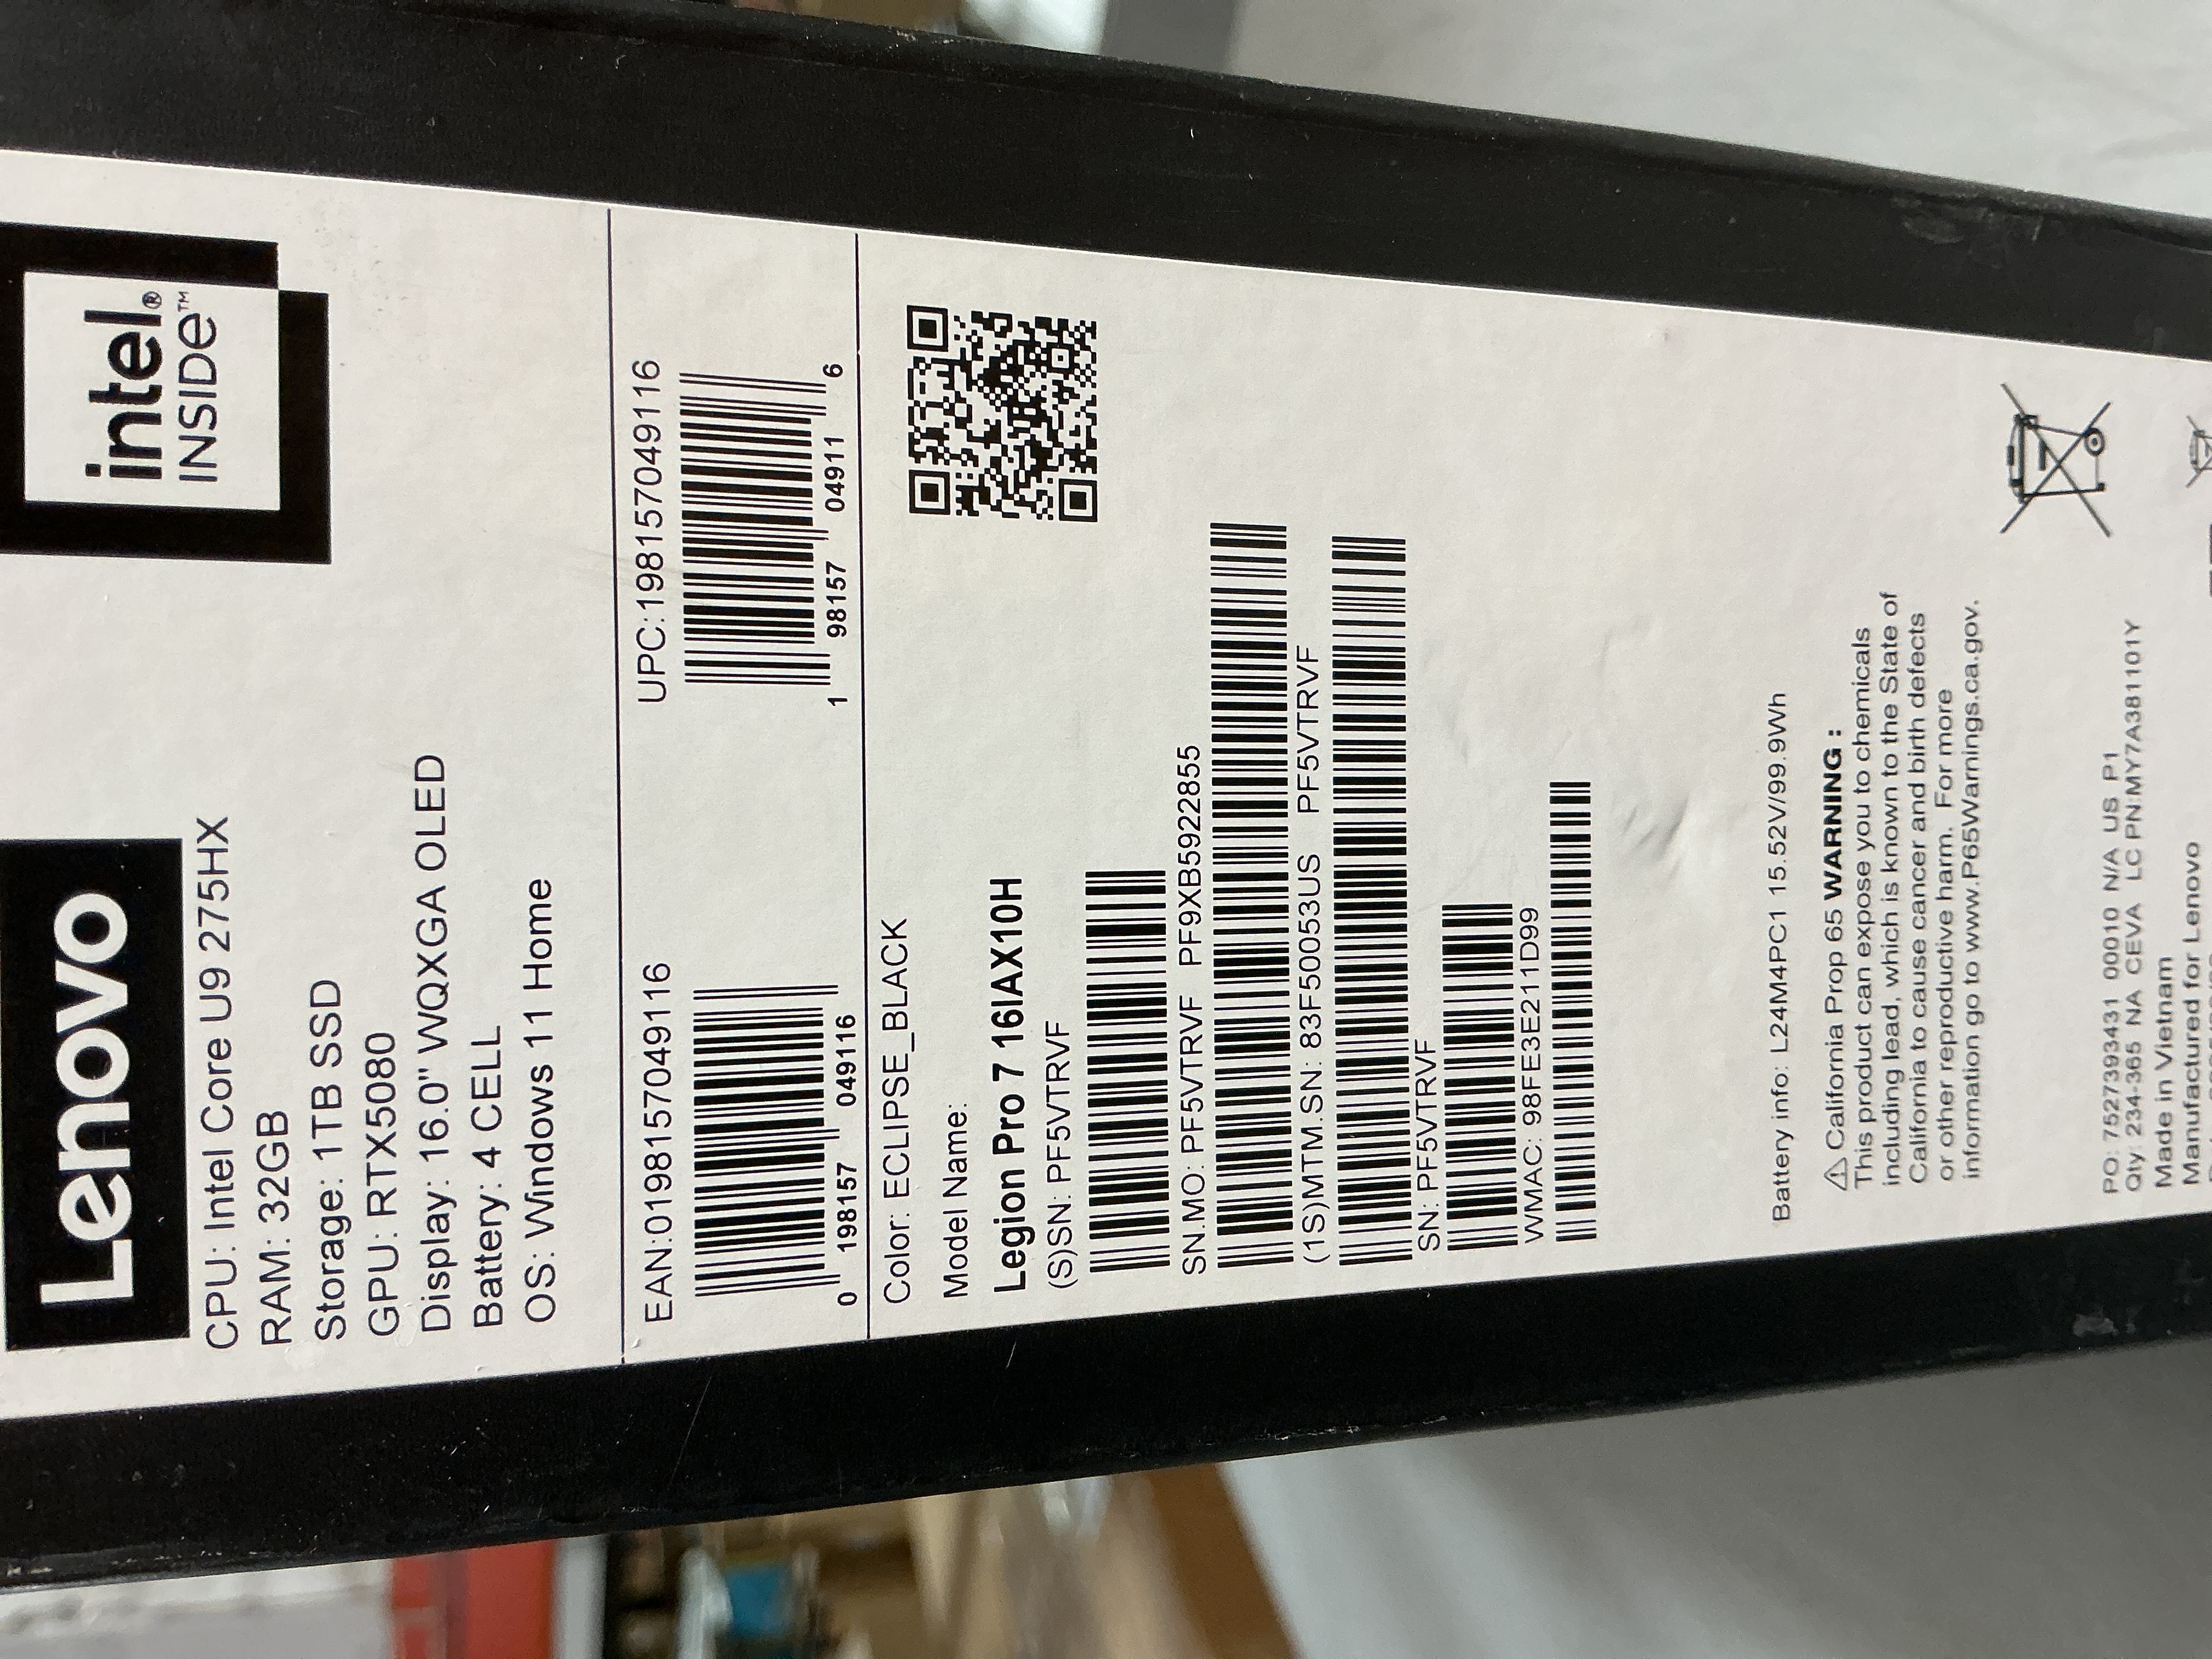 Lenovo
intel®
INSIDE™
CPU: Intel Core U9 275HX
RAM: 32GB
Storage: 1TB SSD
GPU: RTX5080
Display: 16.0" WQXGA OLED
Battery: 4 CELL
OS: Windows 11 Home
EAN:0198157049116
0 198157 049116
UPC:198157049116
1 98157 04911 6
Color: ECLIPSE_BLACK
Model Name:
Legion Pro 7 16IAX10H
(S)SN: PF5VTRVF
SN.MO: PF5VTRVF PF9XB5922855
(1S)MTM.SN: 83F50053US PF5VTRVF
SN: PF5VTRVF
WMAC: 98FE3E211D99
Battery info: L24M4PC1 15.52V/99.9Wh
⚠ California Prop 65 WARNING :
This product can expose you to chemicals
including lead, which is known to the State of
California to cause cancer and birth defects
or other reproductive harm. For more
information go to www.P65Warnings.ca.gov.
PO: 7527393431 00010 N/A US P1
Qty: 234-365 NA CEVA LC PN:MY7A381101Y
Made in Vietnam
Manufactured for Lenovo